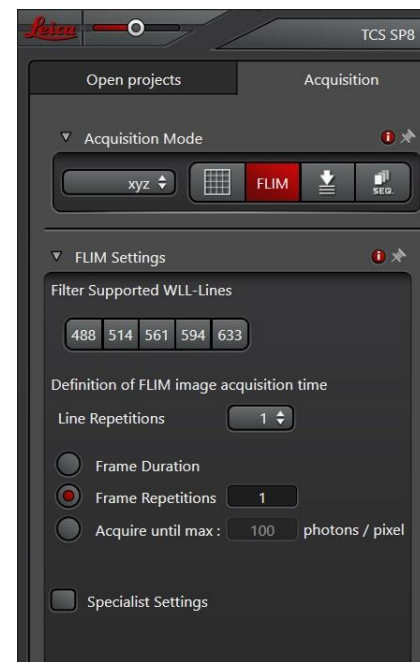 Leica TCS SP8
Open projects Acquisition
Acquisition Mode
xyz FLIM SEQ.
FLIM Settings
Filter Supported WLL-Lines
488 514 561 594 633
Definition of FLIM image acquisition time
Line Repetitions 1
Frame Duration
Frame Repetitions 1
Acquire until max : 100 photons / pixel
Specialist Settings